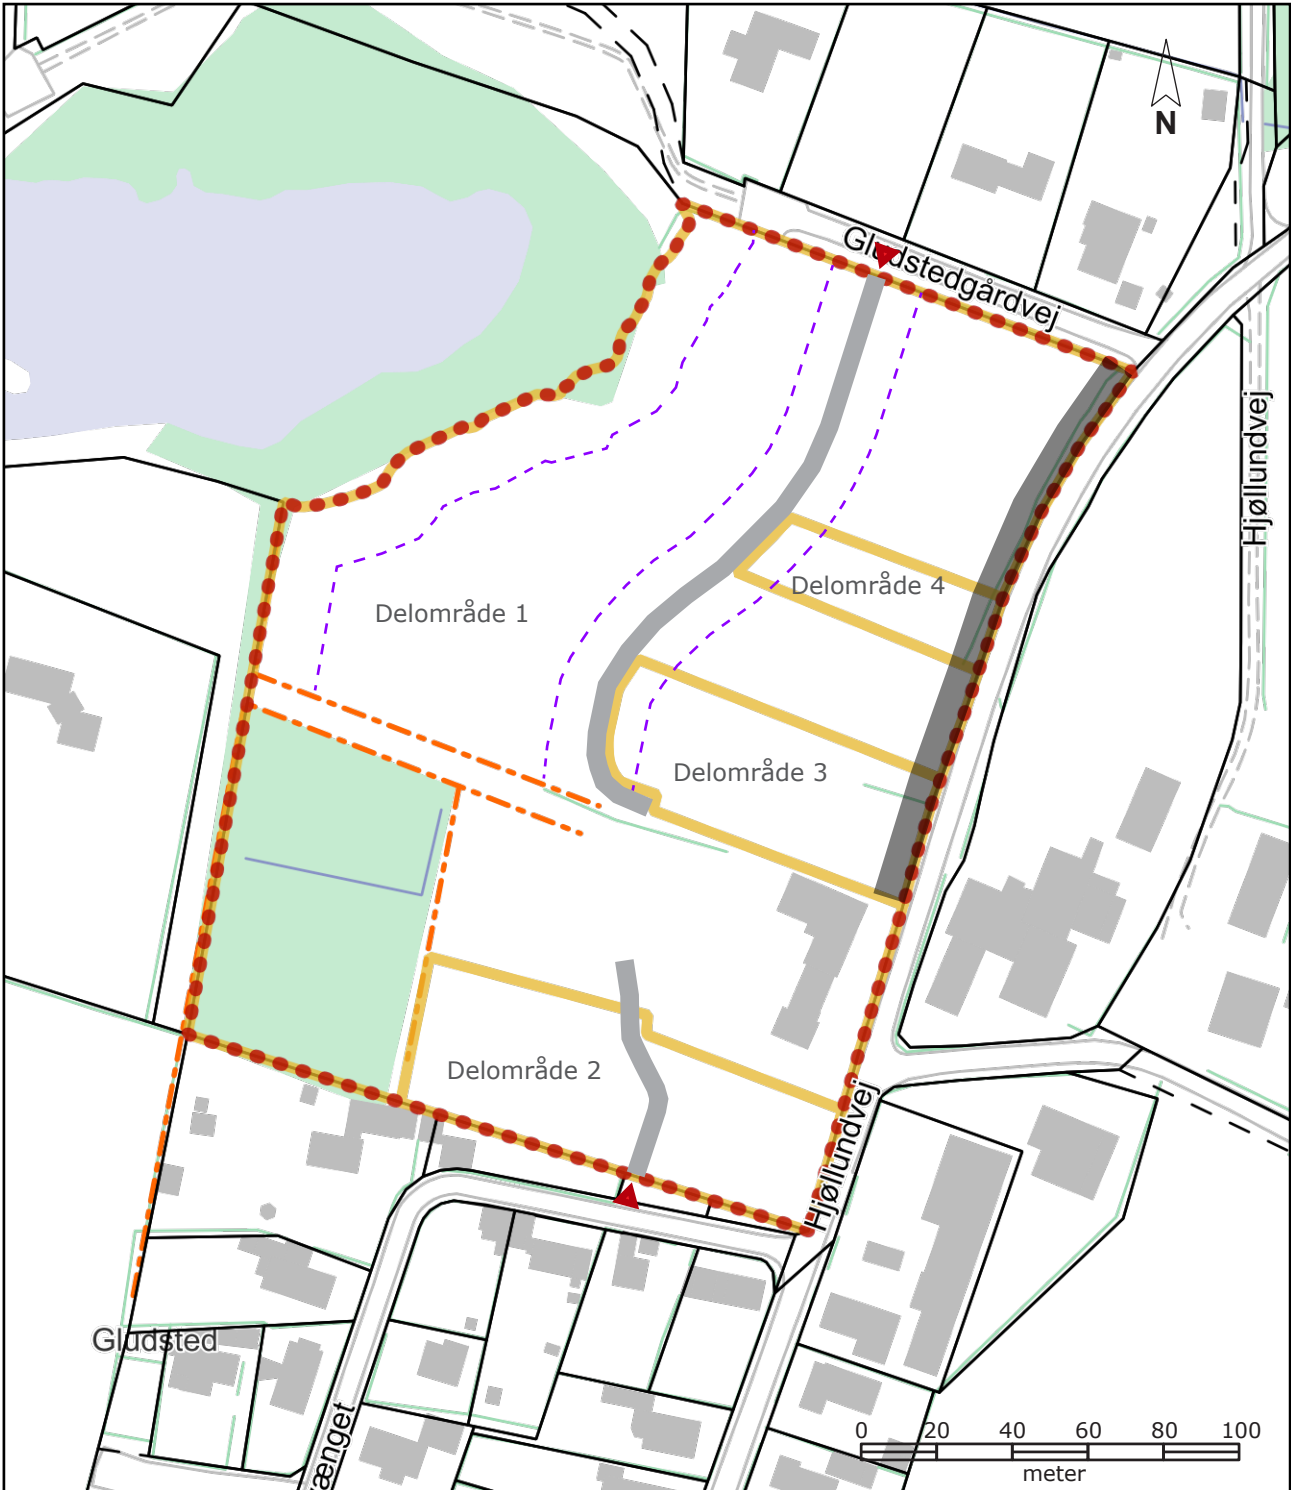 N
Gludstedgårdvej
Hjøllundvej
Delområde 4
Delområde 1
Delområde 3
Delområde 2
Hjøllundvej
Gludsted
ænget
0 20 40 60 80 100
meter